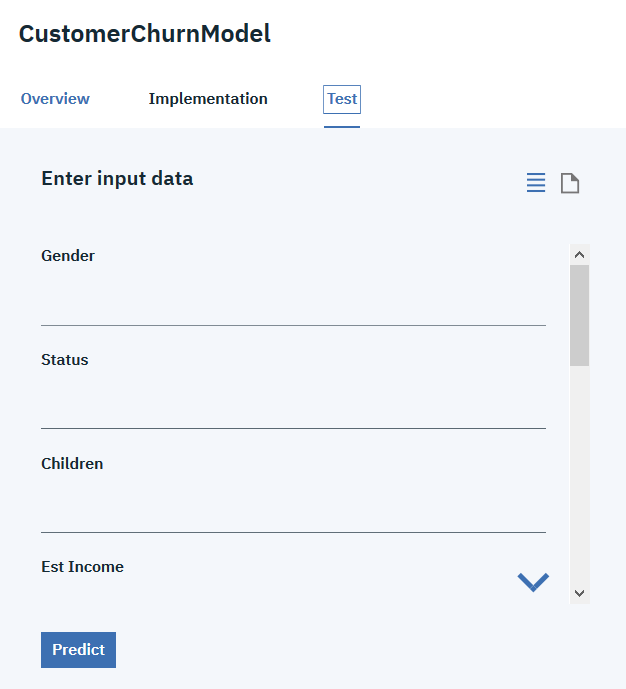 CustomerChurnModel
Overview Implementation Test
Enter input data
Gender
Status
Children
Est Income
Predict